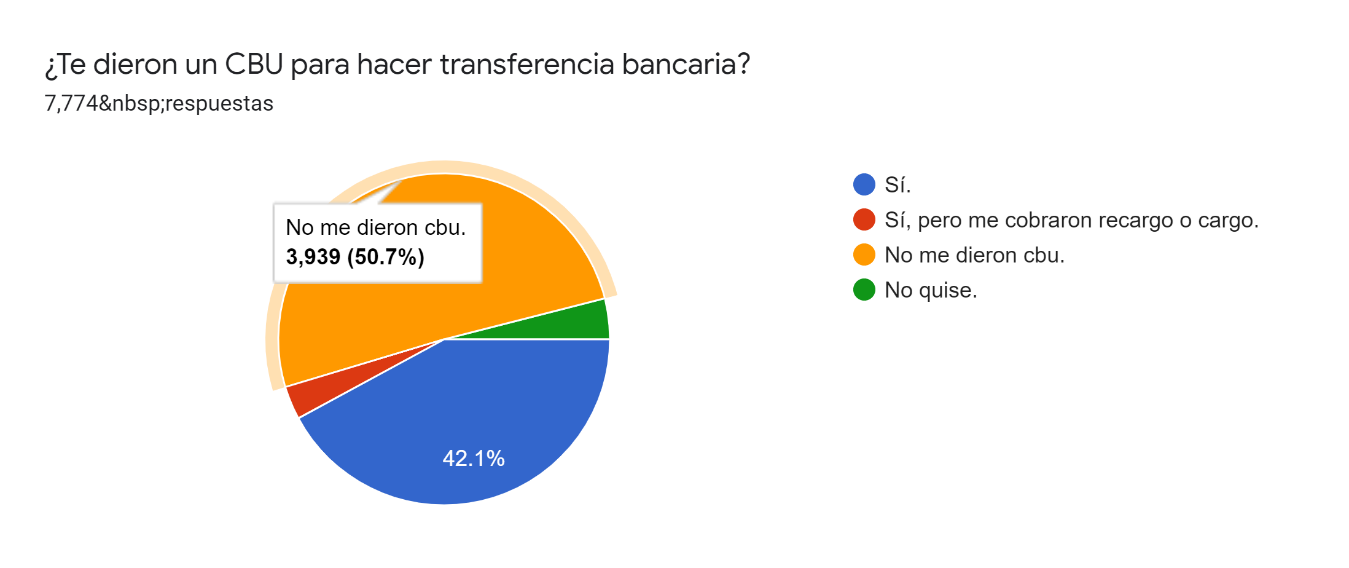 ¿Te dieron un CBU para hacer transferencia bancaria?
7,774&nbsp;respuestas
No me dieron cbu.
3,939 (50.7%)
42.1%
Sí.
Sí, pero me cobraron recargo o cargo.
No me dieron cbu.
No quise.